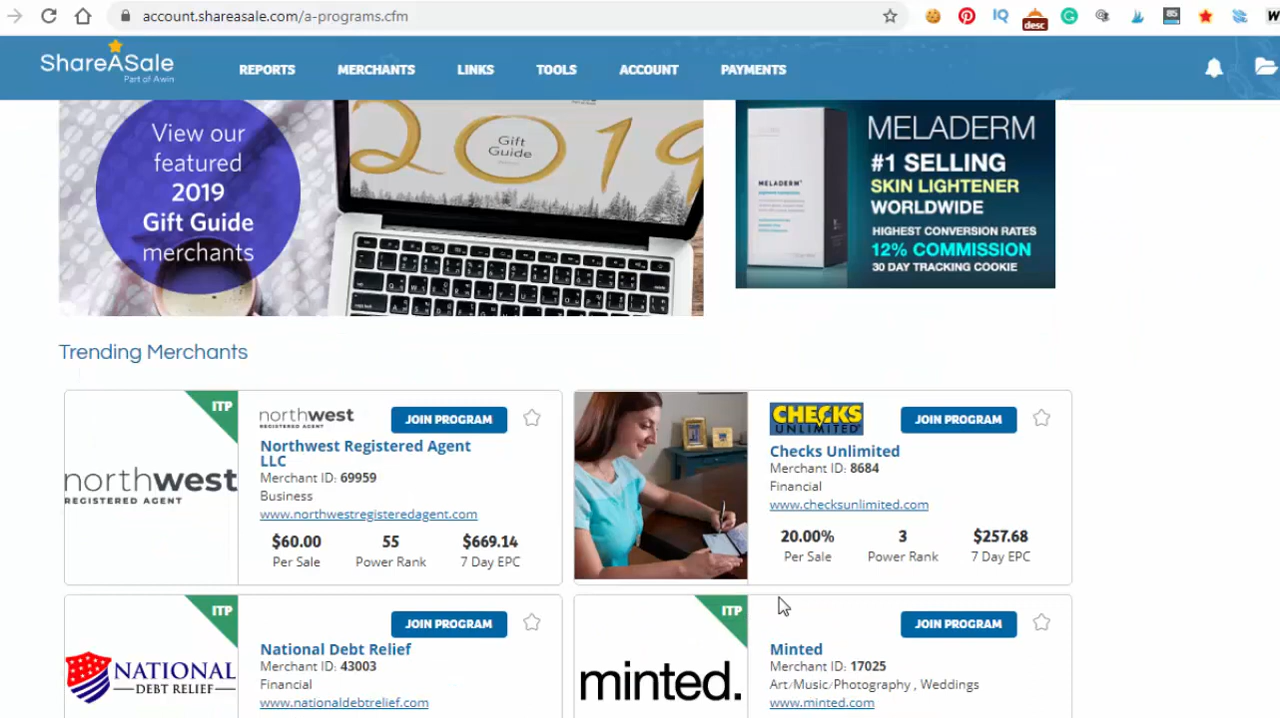 account.shareasale.com/a-programs.cfm
IQ
desc
85
W
ShareASale
Part of Awin
REPORTS
MERCHANTS
LINKS
TOOLS
ACCOUNT
PAYMENTS
View our
featured
2019
Gift Guide
merchants
2019
Gift
Guide
MELADERM
MELADERM
#1 SELLING
SKIN LIGHTENER
WORLDWIDE
HIGHEST CONVERSION RATES
12% COMMISSION
30 DAY TRACKING COOKIE
Trending Merchants
ITP
northwest
REGISTERED AGENT
northwest
REGISTERED AGENT
JOIN PROGRAM
Northwest Registered Agent
LLC
Merchant ID: 69959
Business
www.northwestregisteredagent.com
$60.00 55 $669.14
Per Sale Power Rank 7 Day EPC
CHECKS
UNLIMITED
JOIN PROGRAM
Checks Unlimited
Merchant ID: 8684
Financial
www.checksunlimited.com
20.00% 3 $257.68
Per Sale Power Rank 7 Day EPC
ITP
NATIONAL
DEBT RELIEF
JOIN PROGRAM
National Debt Relief
Merchant ID: 43003
Financial
www.nationaldebtrelief.com
ITP
minted.
JOIN PROGRAM
Minted
Merchant ID: 17025
Art/Music/Photography , Weddings
www.minted.com